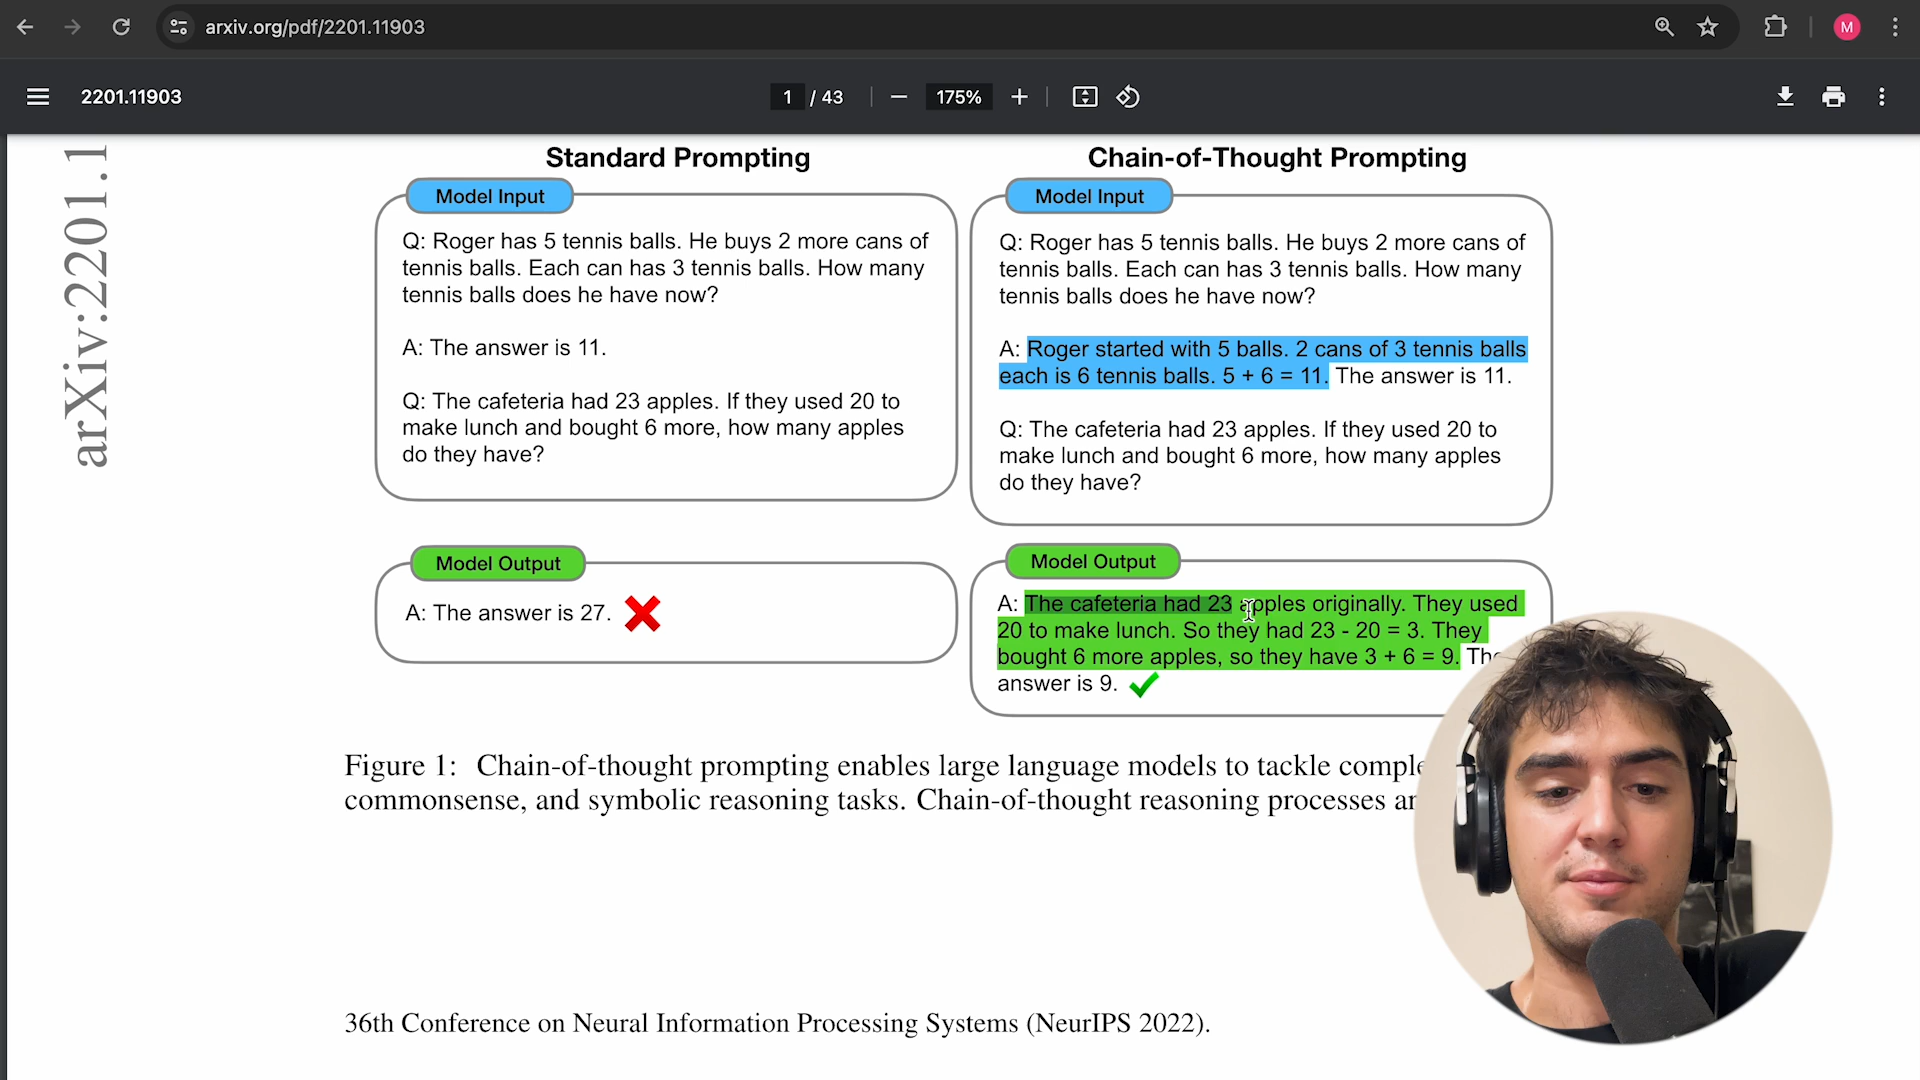 arxiv.org/pdf/2201.11903
M
2201.11903
1 / 43
175%
arXiv:2201.1
Standard Prompting
Model Input
Q: Roger has 5 tennis balls. He buys 2 more cans of
tennis balls. Each can has 3 tennis balls. How many
tennis balls does he have now?
A: The answer is 11.
Q: The cafeteria had 23 apples. If they used 20 to
make lunch and bought 6 more, how many apples
do they have?
Model Output
A: The answer is 27.
Chain-of-Thought Prompting
Model Input
Q: Roger has 5 tennis balls. He buys 2 more cans of
tennis balls. Each can has 3 tennis balls. How many
tennis balls does he have now?
A: Roger started with 5 balls. 2 cans of 3 tennis balls
each is 6 tennis balls. 5 + 6 = 11. The answer is 11.
Q: The cafeteria had 23 apples. If they used 20 to
make lunch and bought 6 more, how many apples
do they have?
Model Output
A: The cafeteria had 23 apples originally. They used
20 to make lunch. So they had 23 - 20 = 3. They
bought 6 more apples, so they have 3 + 6 = 9. The
answer is 9.
Figure 1: Chain-of-thought prompting enables large language models to tackle comple
commonsense, and symbolic reasoning tasks. Chain-of-thought reasoning processes ar
36th Conference on Neural Information Processing Systems (NeurIPS 2022).